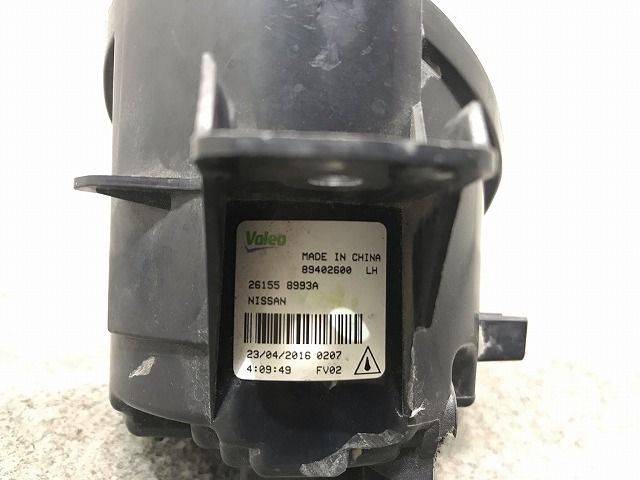 Valeo
MADE IN CHINA
89402600 LH
26155 8993A
NISSAN
23/04/2016 0207
4:09:49 FV02